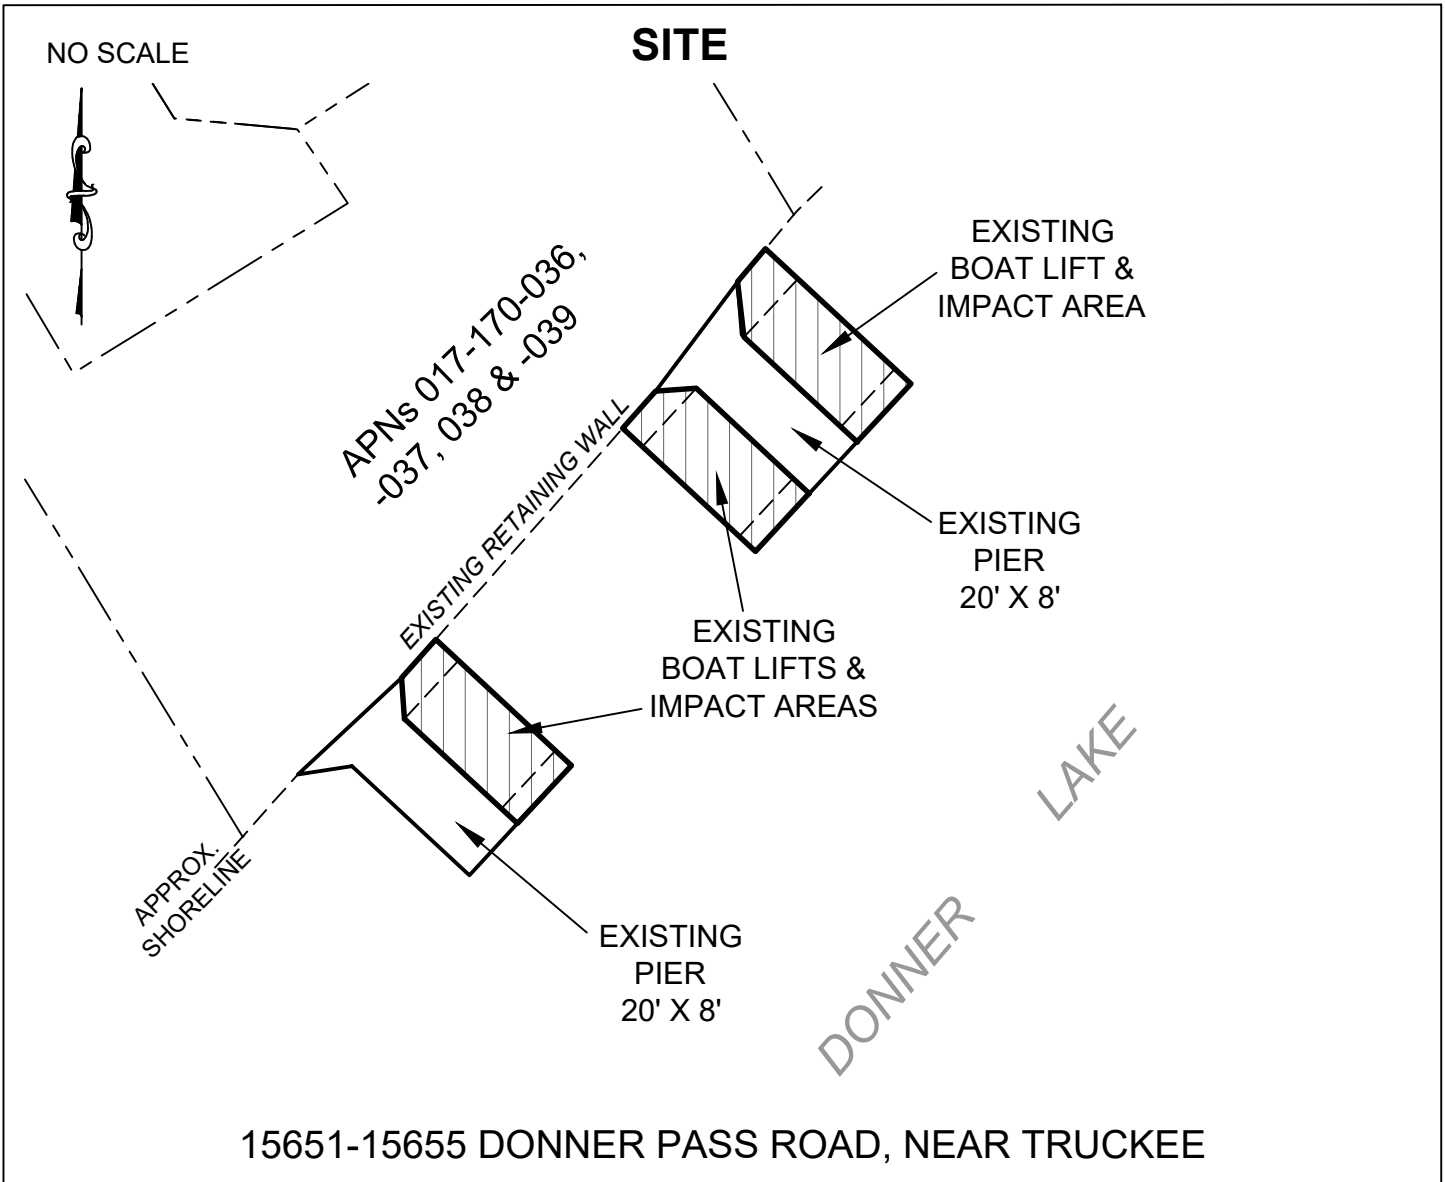 NO SCALE
SITE
EXISTING
BOAT LIFT &
IMPACT AREA
APNs 017-170-036,
-037, 038 & -039
EXISTING RETAINING WALL
EXISTING
PIER
20' X 8'
EXISTING
BOAT LIFTS &
IMPACT AREAS
APPROX.
SHORELINE
EXISTING
PIER
20' X 8'
DONNER LAKE
15651-15655 DONNER PASS ROAD, NEAR TRUCKEE